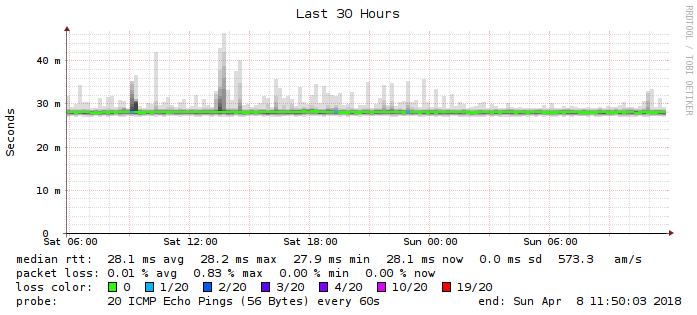 Last 30 Hours
RRDTOOL / TOBI OETIKER
Seconds
40 m
30 m
20 m
10 m
0
Sat 06:00 Sat 12:00 Sat 18:00 Sun 00:00 Sun 06:00
median rtt: 28.1 ms avg 28.2 ms max 27.9 ms min 28.1 ms now 0.0 ms sd 573.3 am/s
packet loss: 0.01 % avg 0.83 % max 0.00 % min 0.00 % now
loss color: 0 1/20 2/20 3/20 4/20 10/20 19/20
probe: 20 ICMP Echo Pings (56 Bytes) every 60s end: Sun Apr 8 11:50:03 2018